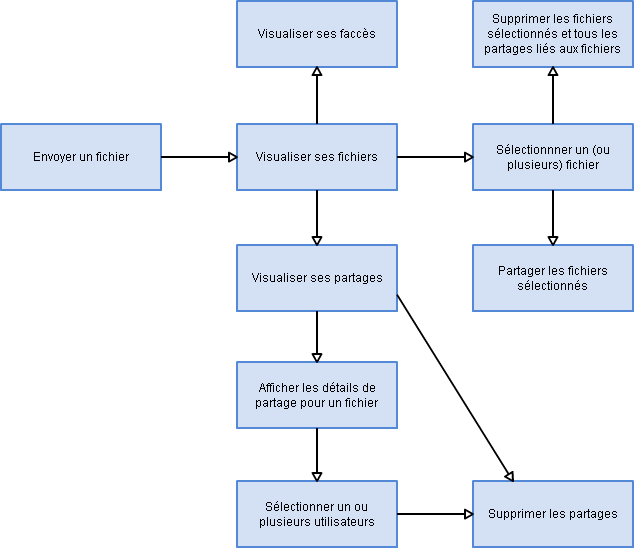 Visualiser ses faccès
Supprimer les fichiers
sélectionnés et tous les
partages liés aux fichiers
Envoyer un fichier
Visualiser ses fichiers
Sélectionnner un (ou
plusieurs) fichier
Visualiser ses partages
Partager les fichiers
sélectionnés
Afficher les détails de
partage pour un fichier
Sélectionner un ou
plusieurs utilisateurs
Supprimer les partages